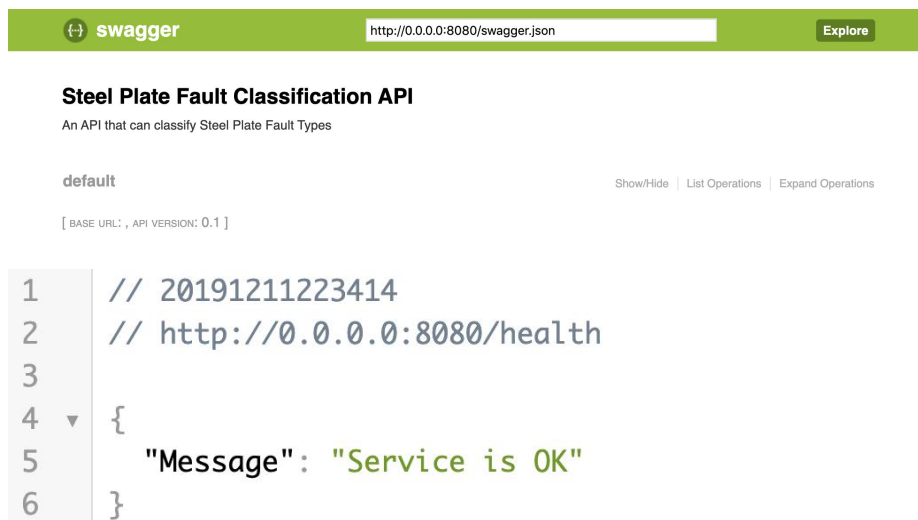 swagger http://0.0.0.0:8080/swagger.json Explore
Steel Plate Fault Classification API
An API that can classify Steel Plate Fault Types
default Show/Hide List Operations Expand Operations
[ BASE URL: , API VERSION: 0.1 ]
1 // 20191211223414
2 // http://0.0.0.0:8080/health
3
4 ▼ {
5 "Message": "Service is OK"
6 }